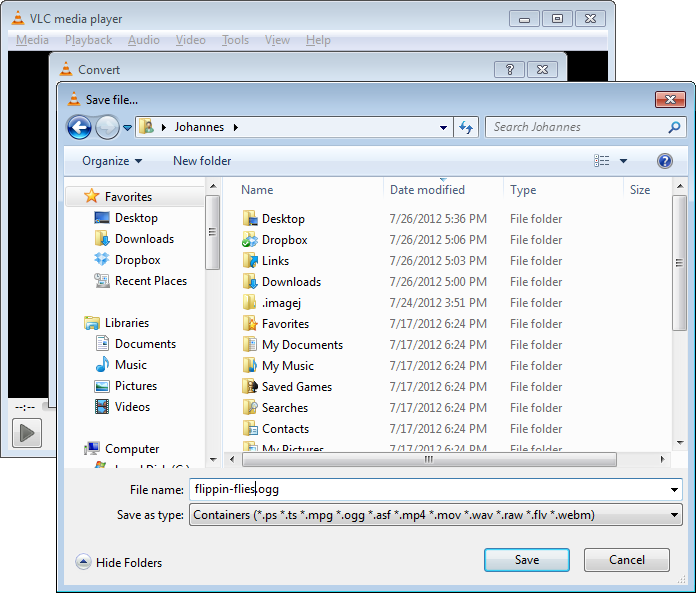 VLC media player
Media Playback Audio Video Tools View Help
Convert
?
Save file...
Johannes
Search Johannes
Organize New folder
?
Name Date modified Type Size
Favorites
Desktop
Downloads
Dropbox
Recent Places
Libraries
Documents
Music
Pictures
Videos
Computer
Desktop 7/26/2012 5:36 PM File folder
Dropbox 7/26/2012 5:06 PM File folder
Links 7/26/2012 5:03 PM File folder
Downloads 7/26/2012 5:00 PM File folder
.imagej 7/24/2012 3:51 PM File folder
Favorites 7/17/2012 6:24 PM File folder
My Documents 7/17/2012 6:24 PM File folder
My Music 7/17/2012 6:24 PM File folder
Saved Games 7/17/2012 6:24 PM File folder
Searches 7/17/2012 6:24 PM File folder
Contacts 7/17/2012 6:24 PM File folder
My Pictures 7/17/2012 6:24 PM File folder
--:--
File name: flippin-flies.ogg
Save as type: Containers (*.ps *.ts *.mpg *.ogg *.asf *.mp4 *.mov *.wav *.raw *.flv *.webm)
Hide Folders
Save Cancel